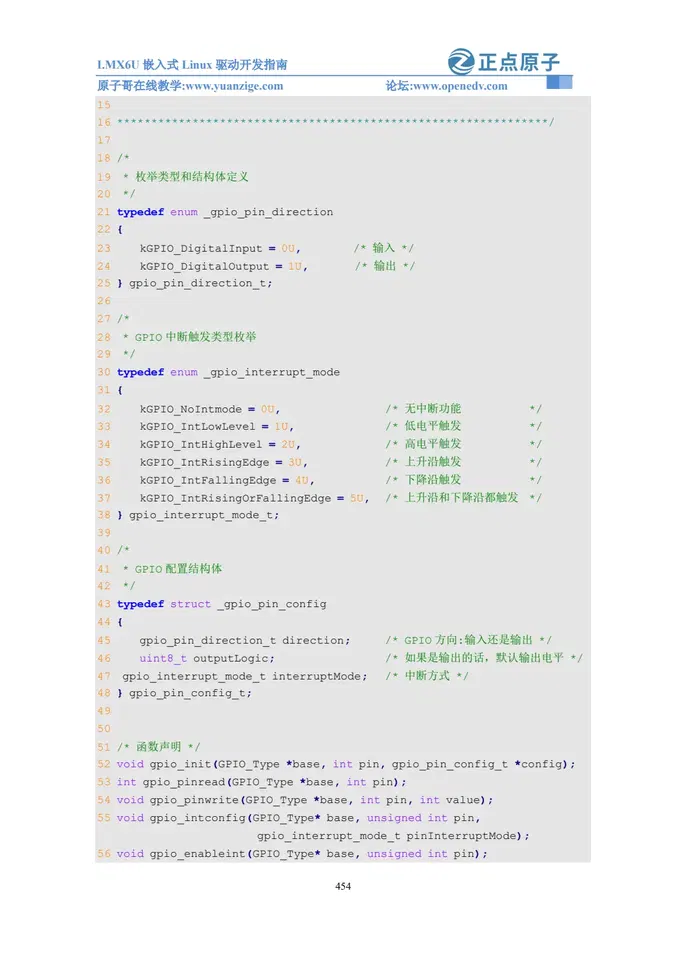 I.MX6U 嵌入式 Linux 驱动开发指南
正点原子
原子哥在线教学:www.yuanzige.com 论坛:www.openedv.com
15
16 ***************************************************************/
17
18 /*
19  * 枚举类型和结构体定义
20  */
21 typedef enum _gpio_pin_direction
22 {
23     kGPIO_DigitalInput = 0U,        /* 输入 */
24     kGPIO_DigitalOutput = 1U,       /* 输出 */
25 } gpio_pin_direction_t;
26
27 /*
28  * GPIO 中断触发类型枚举
29  */
30 typedef enum _gpio_interrupt_mode
31 {
32     kGPIO_NoIntmode = 0U,                /* 无中断功能 */
33     kGPIO_IntLowLevel = 1U,              /* 低电平触发 */
34     kGPIO_IntHighLevel = 2U,             /* 高电平触发 */
35     kGPIO_IntRisingEdge = 3U,            /* 上升沿触发 */
36     kGPIO_IntFallingEdge = 4U,           /* 下降沿触发 */
37     kGPIO_IntRisingOrFallingEdge = 5U,   /* 上升沿和下降沿都触发 */
38 } gpio_interrupt_mode_t;
39
40 /*
41  * GPIO 配置结构体
42  */
43 typedef struct _gpio_pin_config
44 {
45     gpio_pin_direction_t direction;      /* GPIO 方向:输入还是输出 */
46     uint8_t outputLogic;                 /* 如果是输出的话，默认输出电平 */
47  gpio_interrupt_mode_t interruptMode;    /* 中断方式 */
48 } gpio_pin_config_t;
49
50
51 /* 函数声明 */
52 void gpio_init(GPIO_Type *base, int pin, gpio_pin_config_t *config);
53 int gpio_pinread(GPIO_Type *base, int pin);
54 void gpio_pinwrite(GPIO_Type *base, int pin, int value);
55 void gpio_intconfig(GPIO_Type* base, unsigned int pin,
gpio_interrupt_mode_t pinInterruptMode);
56 void gpio_enableint(GPIO_Type* base, unsigned int pin);
454